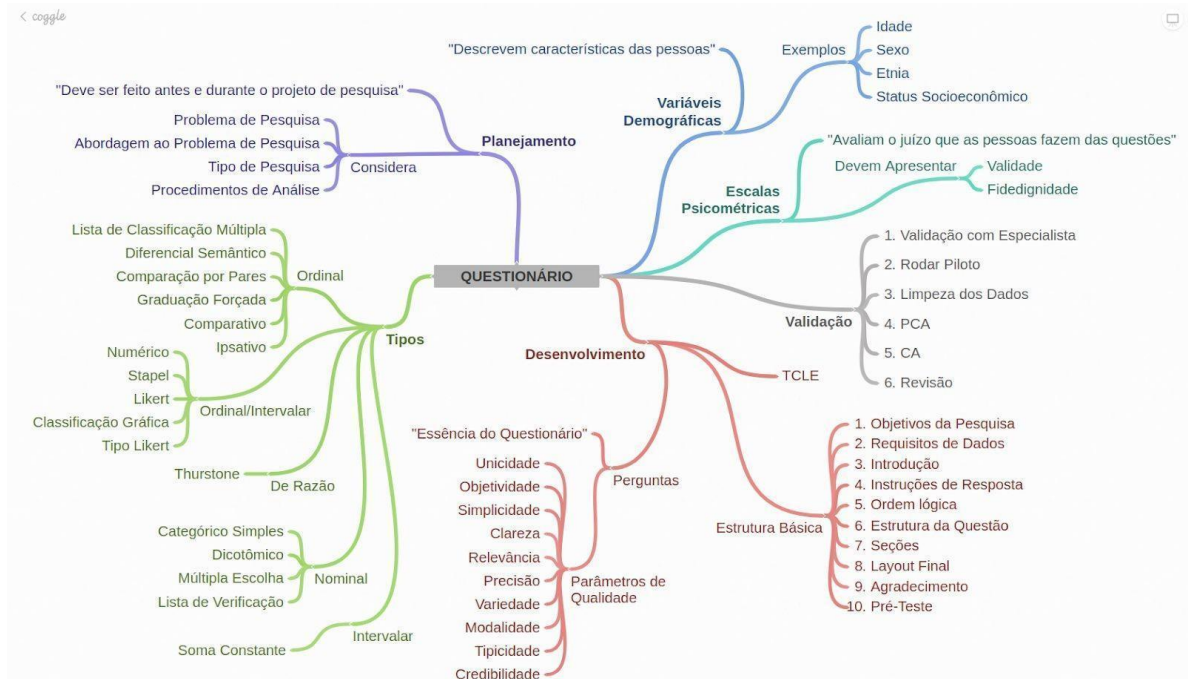 coggle
"Descrevem características das pessoas"
Variáveis
Demográficas
Exemplos
Idade
Sexo
Etnia
Status Socioeconômico
"Deve ser feito antes e durante o projeto de pesquisa"
Planejamento
Considera
Problema de Pesquisa
Abordagem ao Problema de Pesquisa
Tipo de Pesquisa
Procedimentos de Análise
"Avaliam o juízo que as pessoas fazem das questões"
Escalas
Psicométricas
Devem Apresentar
Validade
Fidedignidade
QUESTIONÁRIO
Validação
1. Validação com Especialista
2. Rodar Piloto
3. Limpeza dos Dados
4. PCA
5. CA
6. Revisão
Tipos
Ordinal
Lista de Classificação Múltipla
Diferencial Semântico
Comparação por Pares
Graduação Forçada
Comparativo
Ipsativo
Ordinal/Intervalar
Numérico
Stapel
Likert
Classificação Gráfica
Tipo Likert
De Razão
Thurstone
Nominal
Categórico Simples
Dicotômico
Múltipla Escolha
Lista de Verificação
Intervalar
Soma Constante
Desenvolvimento
TCLE
Perguntas
"Essência do Questionário"
Parâmetros de
Qualidade
Unicidade
Objetividade
Simplicidade
Clareza
Relevância
Precisão
Variedade
Modalidade
Tipicidade
Credibilidade
Estrutura Básica
1. Objetivos da Pesquisa
2. Requisitos de Dados
3. Introdução
4. Instruções de Resposta
5. Ordem lógica
6. Estrutura da Questão
7. Seções
8. Layout Final
9. Agradecimento
10. Pré-Teste